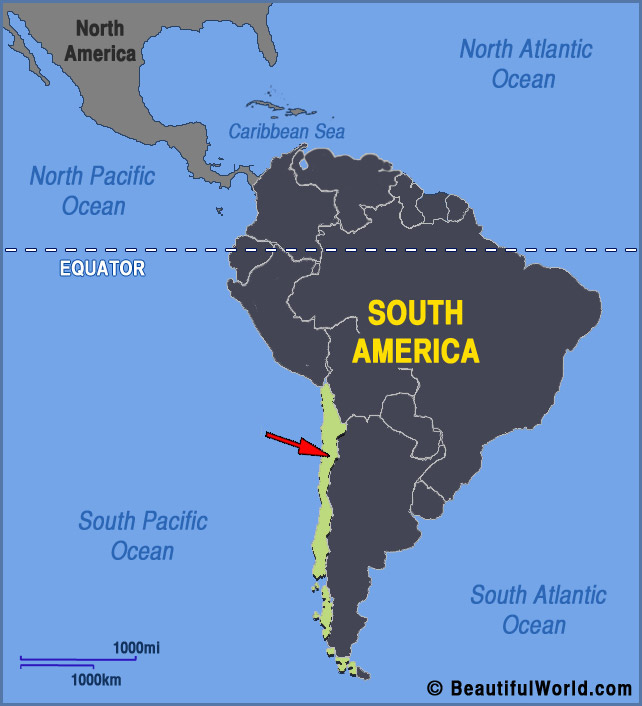 North
America
North Atlantic
Ocean
Caribbean Sea
North Pacific
Ocean
EQUATOR
SOUTH
AMERICA
South Pacific
Ocean
South Atlantic
Ocean
1000mi
1000km
© BeautifulWorld.com